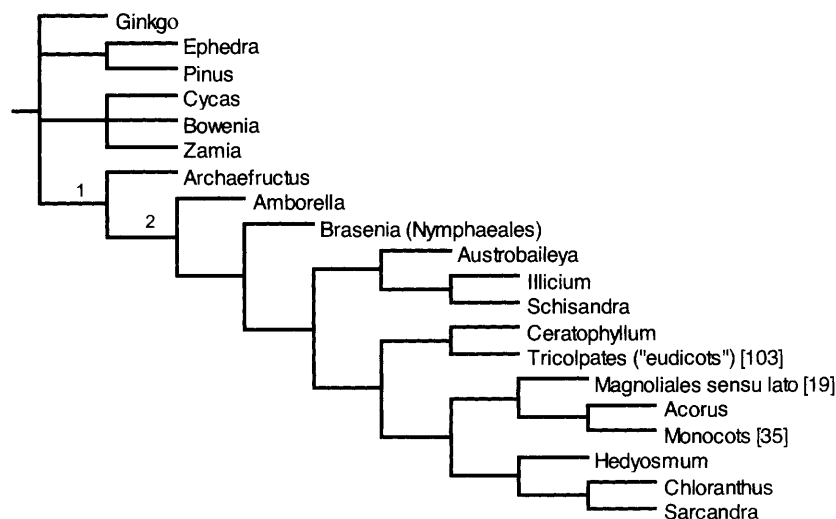 Ginkgo
Ephedra
Pinus
Cycas
Bowenia
Zamia
1
Archaefructus
2
Amborella
Brasenia (Nymphaeales)
Austrobaileya
Illicium
Schisandra
Ceratophyllum
Tricolpates ("eudicots") [103]
Magnoliales sensu lato [19]
Acorus
Monocots [35]
Hedyosmum
Chloranthus
Sarcandra